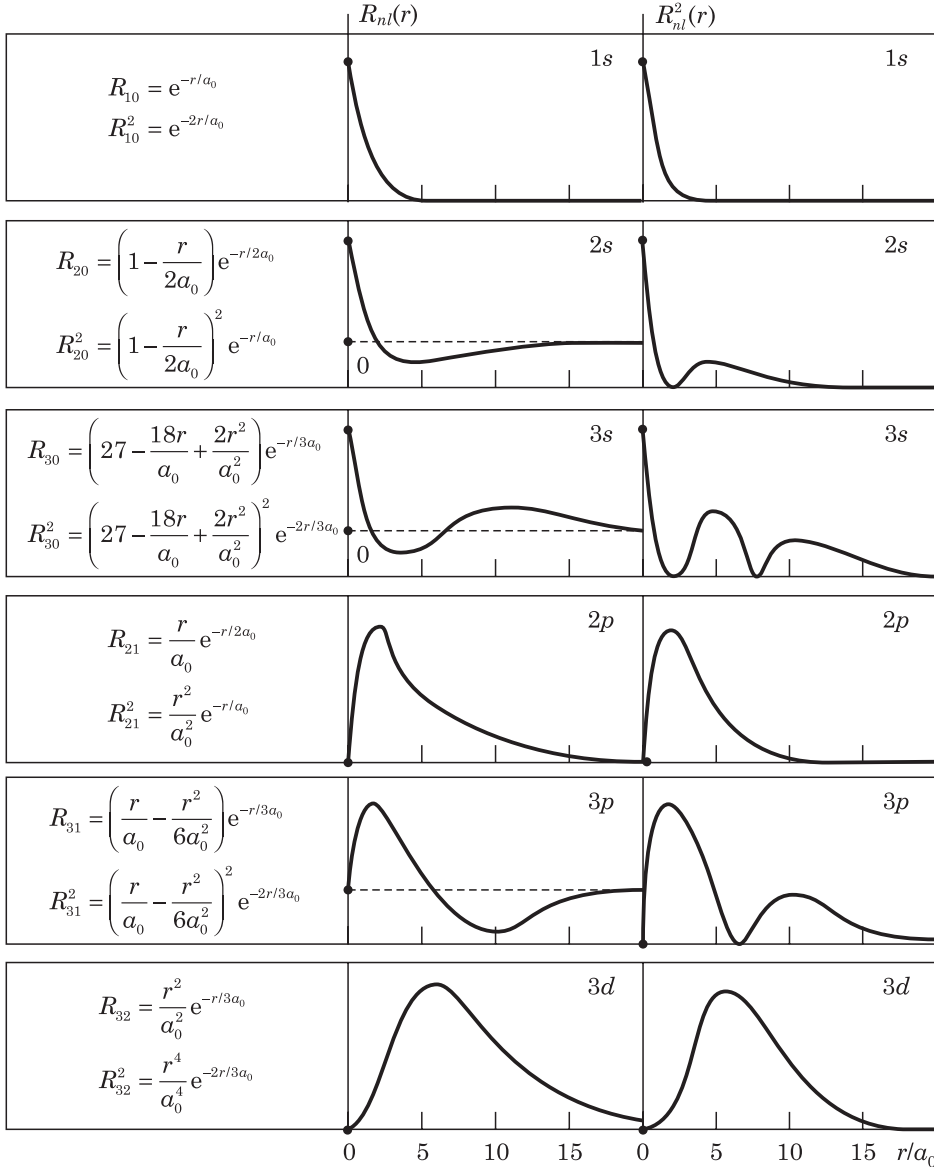 R_{nl}(r) R^2_{nl}(r)
R_{10} = e^{-r/a_0} 1s 1s
R^2_{10} = e^{-2r/a_0}
R_{20} = (1 - r/2a_0) e^{-r/2a_0} 2s 2s
R^2_{20} = (1 - r/2a_0)^2 e^{-r/a_0}
0
R_{30} = (27 - 18r/a_0 + 2r^2/a_0^2) e^{-r/3a_0} 3s 3s
R^2_{30} = (27 - 18r/a_0 + 2r^2/a_0^2)^2 e^{-2r/3a_0}
0
R_{21} = r/a_0 e^{-r/2a_0} 2p 2p
R^2_{21} = r^2/a_0^2 e^{-r/a_0}
R_{31} = (r/a_0 - r^2/6a_0^2) e^{-r/3a_0} 3p 3p
R^2_{31} = (r/a_0 - r^2/6a_0^2)^2 e^{-2r/3a_0}
R_{32} = r^2/a_0^2 e^{-r/3a_0} 3d 3d
R^2_{32} = r^4/a_0^4 e^{-2r/3a_0}
0 5 10 15 0 5 10 15 r/a_0